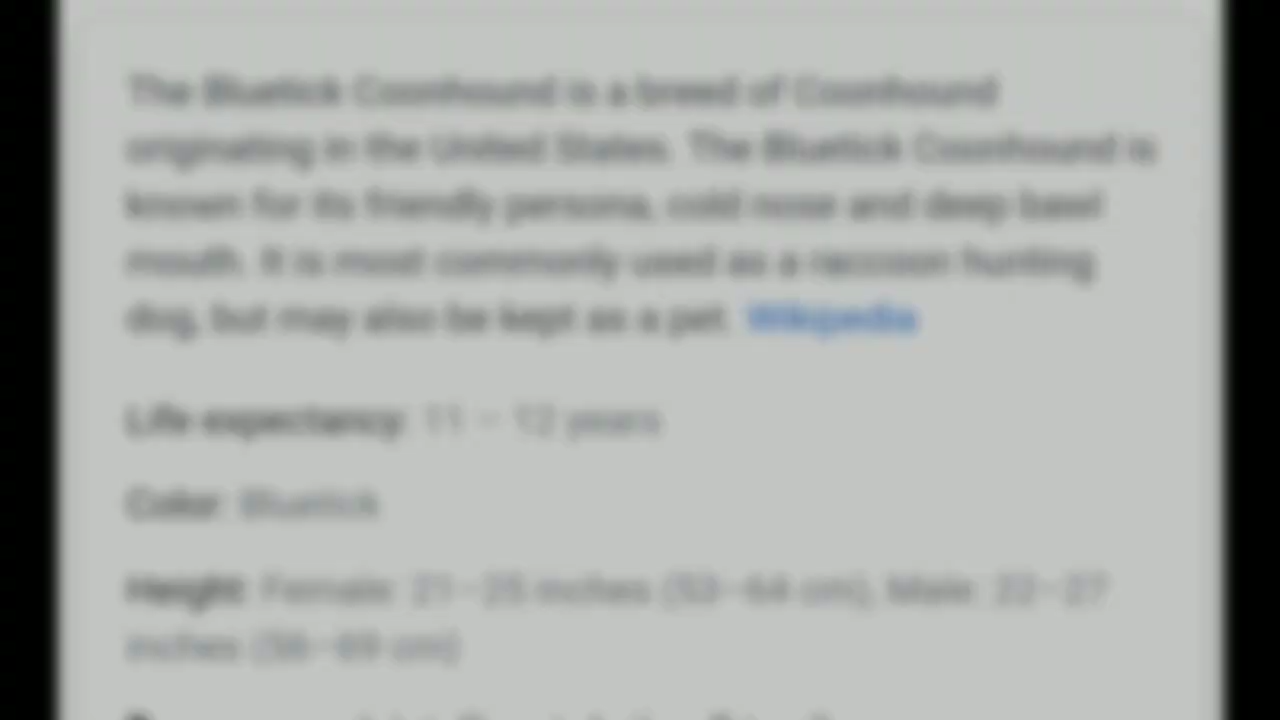 The Bluetick Coonhound is a breed of Coonhound
originating in the United States. The Bluetick Coonhound is
known for its friendly persona, cold nose and deep bawl
mouth. It is most commonly used as a raccoon hunting
dog, but may also be kept as a pet. Wikipedia
Life expectancy: 11 – 12 years
Color: Bluetick
Height: Female: 21–25 inches (53–64 cm), Male: 22–27
inches (56–69 cm)